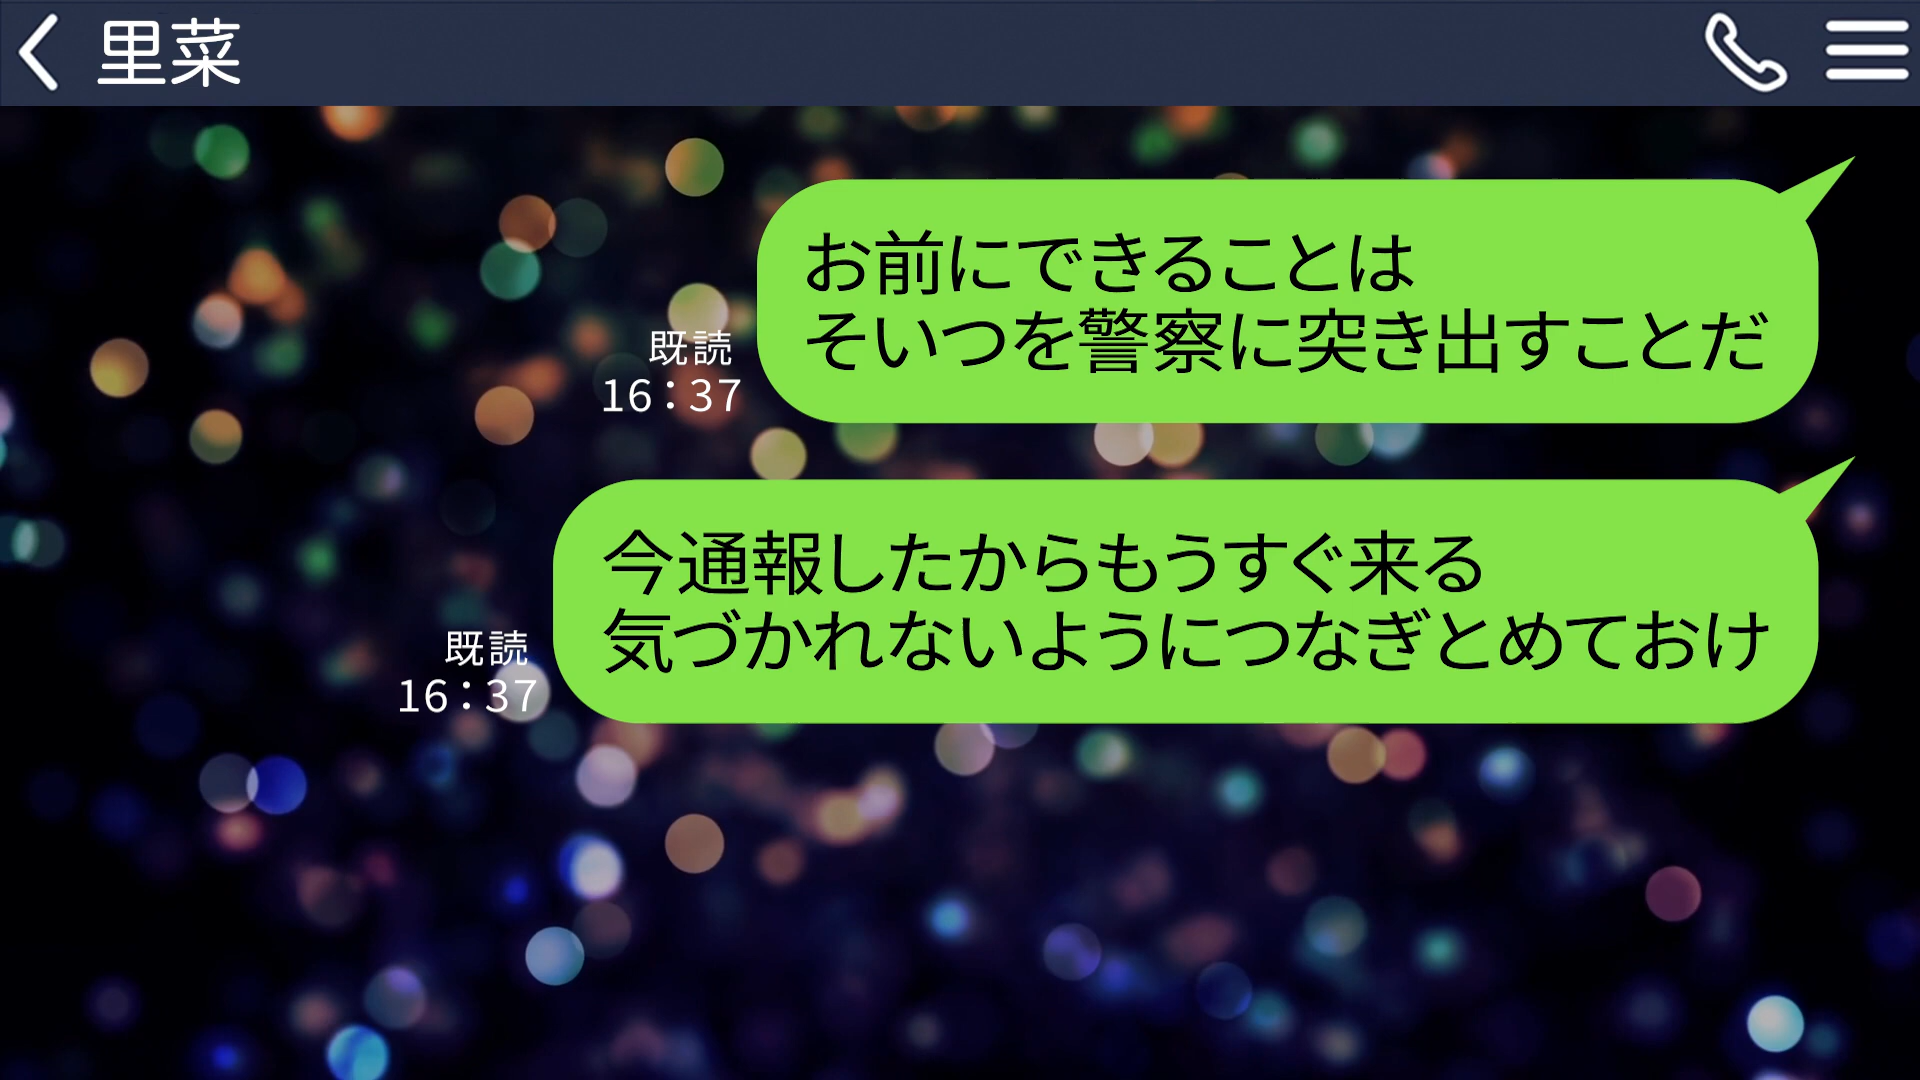 里菜
お前にできることは
そいつを警察に突き出すことだ
既読
16：37
今通報したからもうすぐ来る
気づかれないようにつなぎとめておけ
既読
16：37